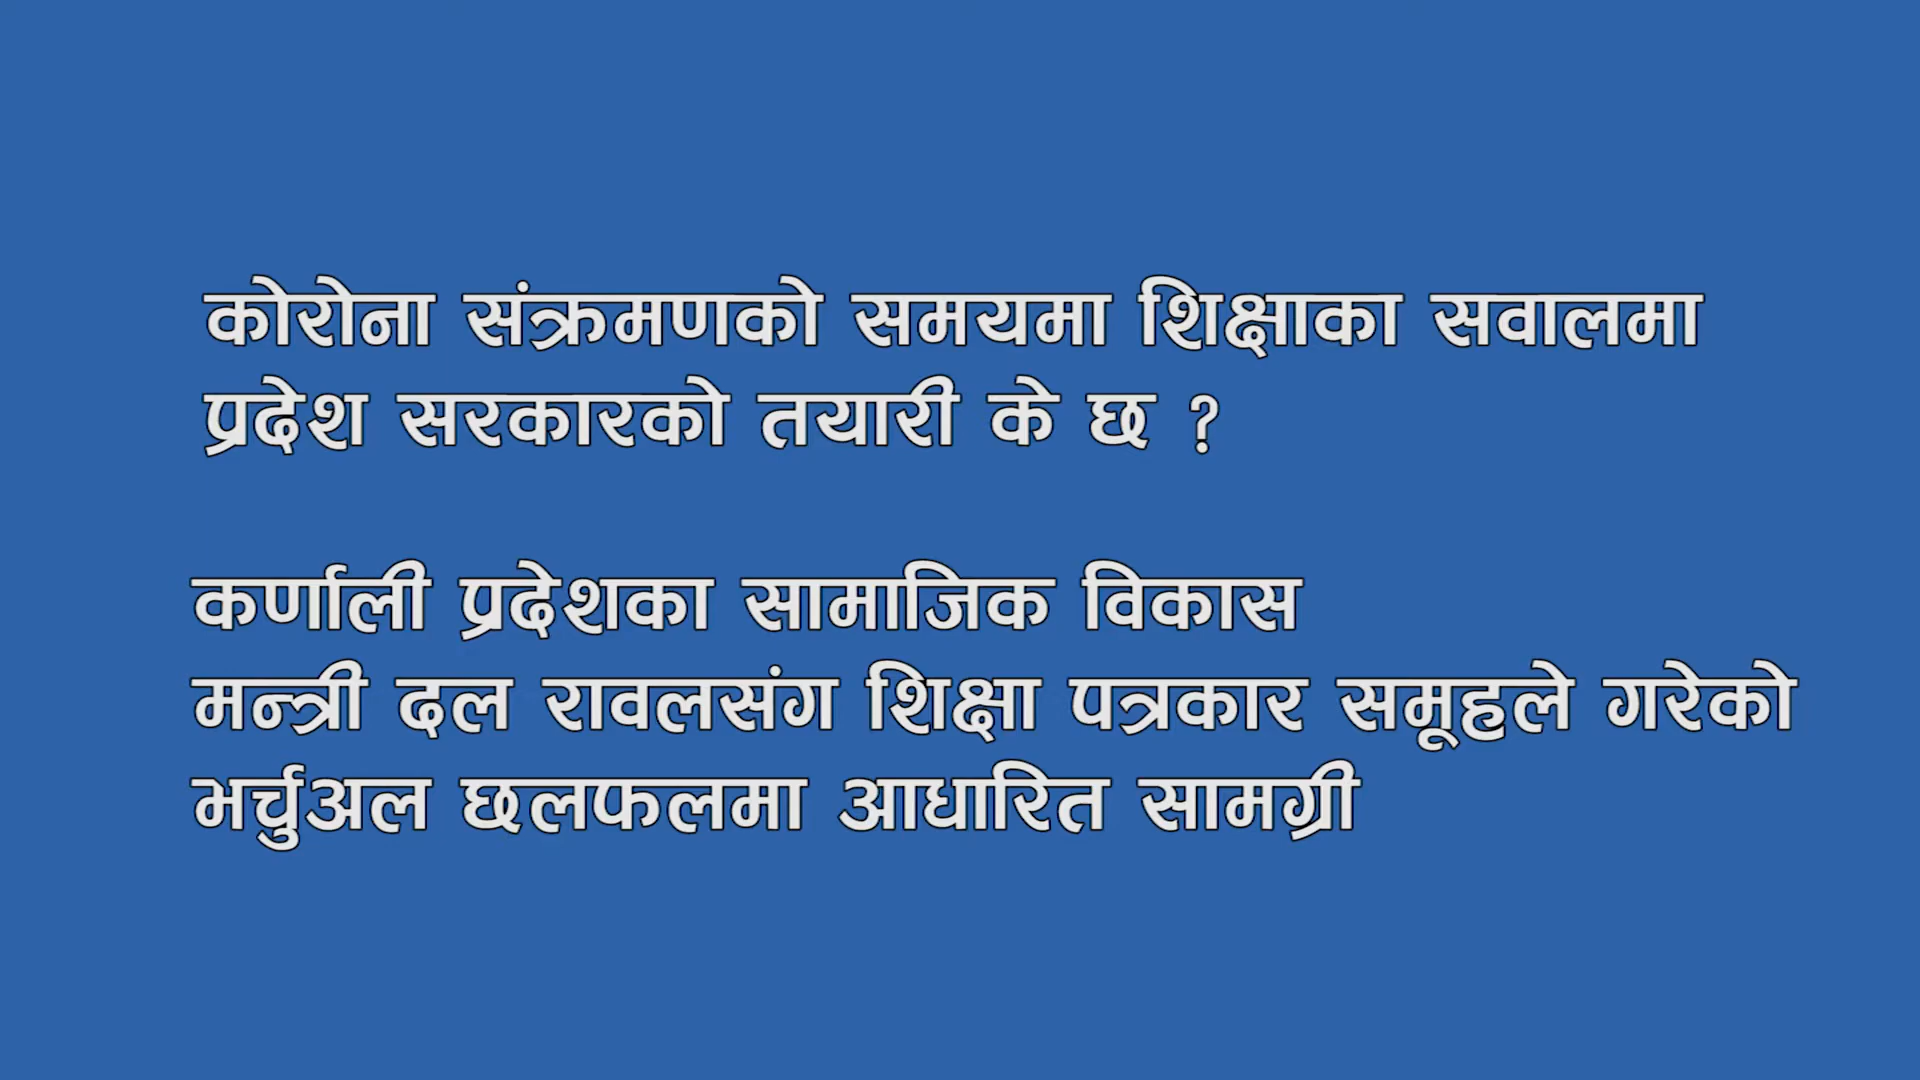 कोरोना संक्रमणको समयमा शिक्षाका सवालमा
प्रदेश सरकारको तयारी के छ ?
कर्णाली प्रदेशका सामाजिक विकास
मन्त्री दल रावलसंग शिक्षा पत्रकार समूहले गरेको
भर्चुअल छलफलमा आधारित सामग्री